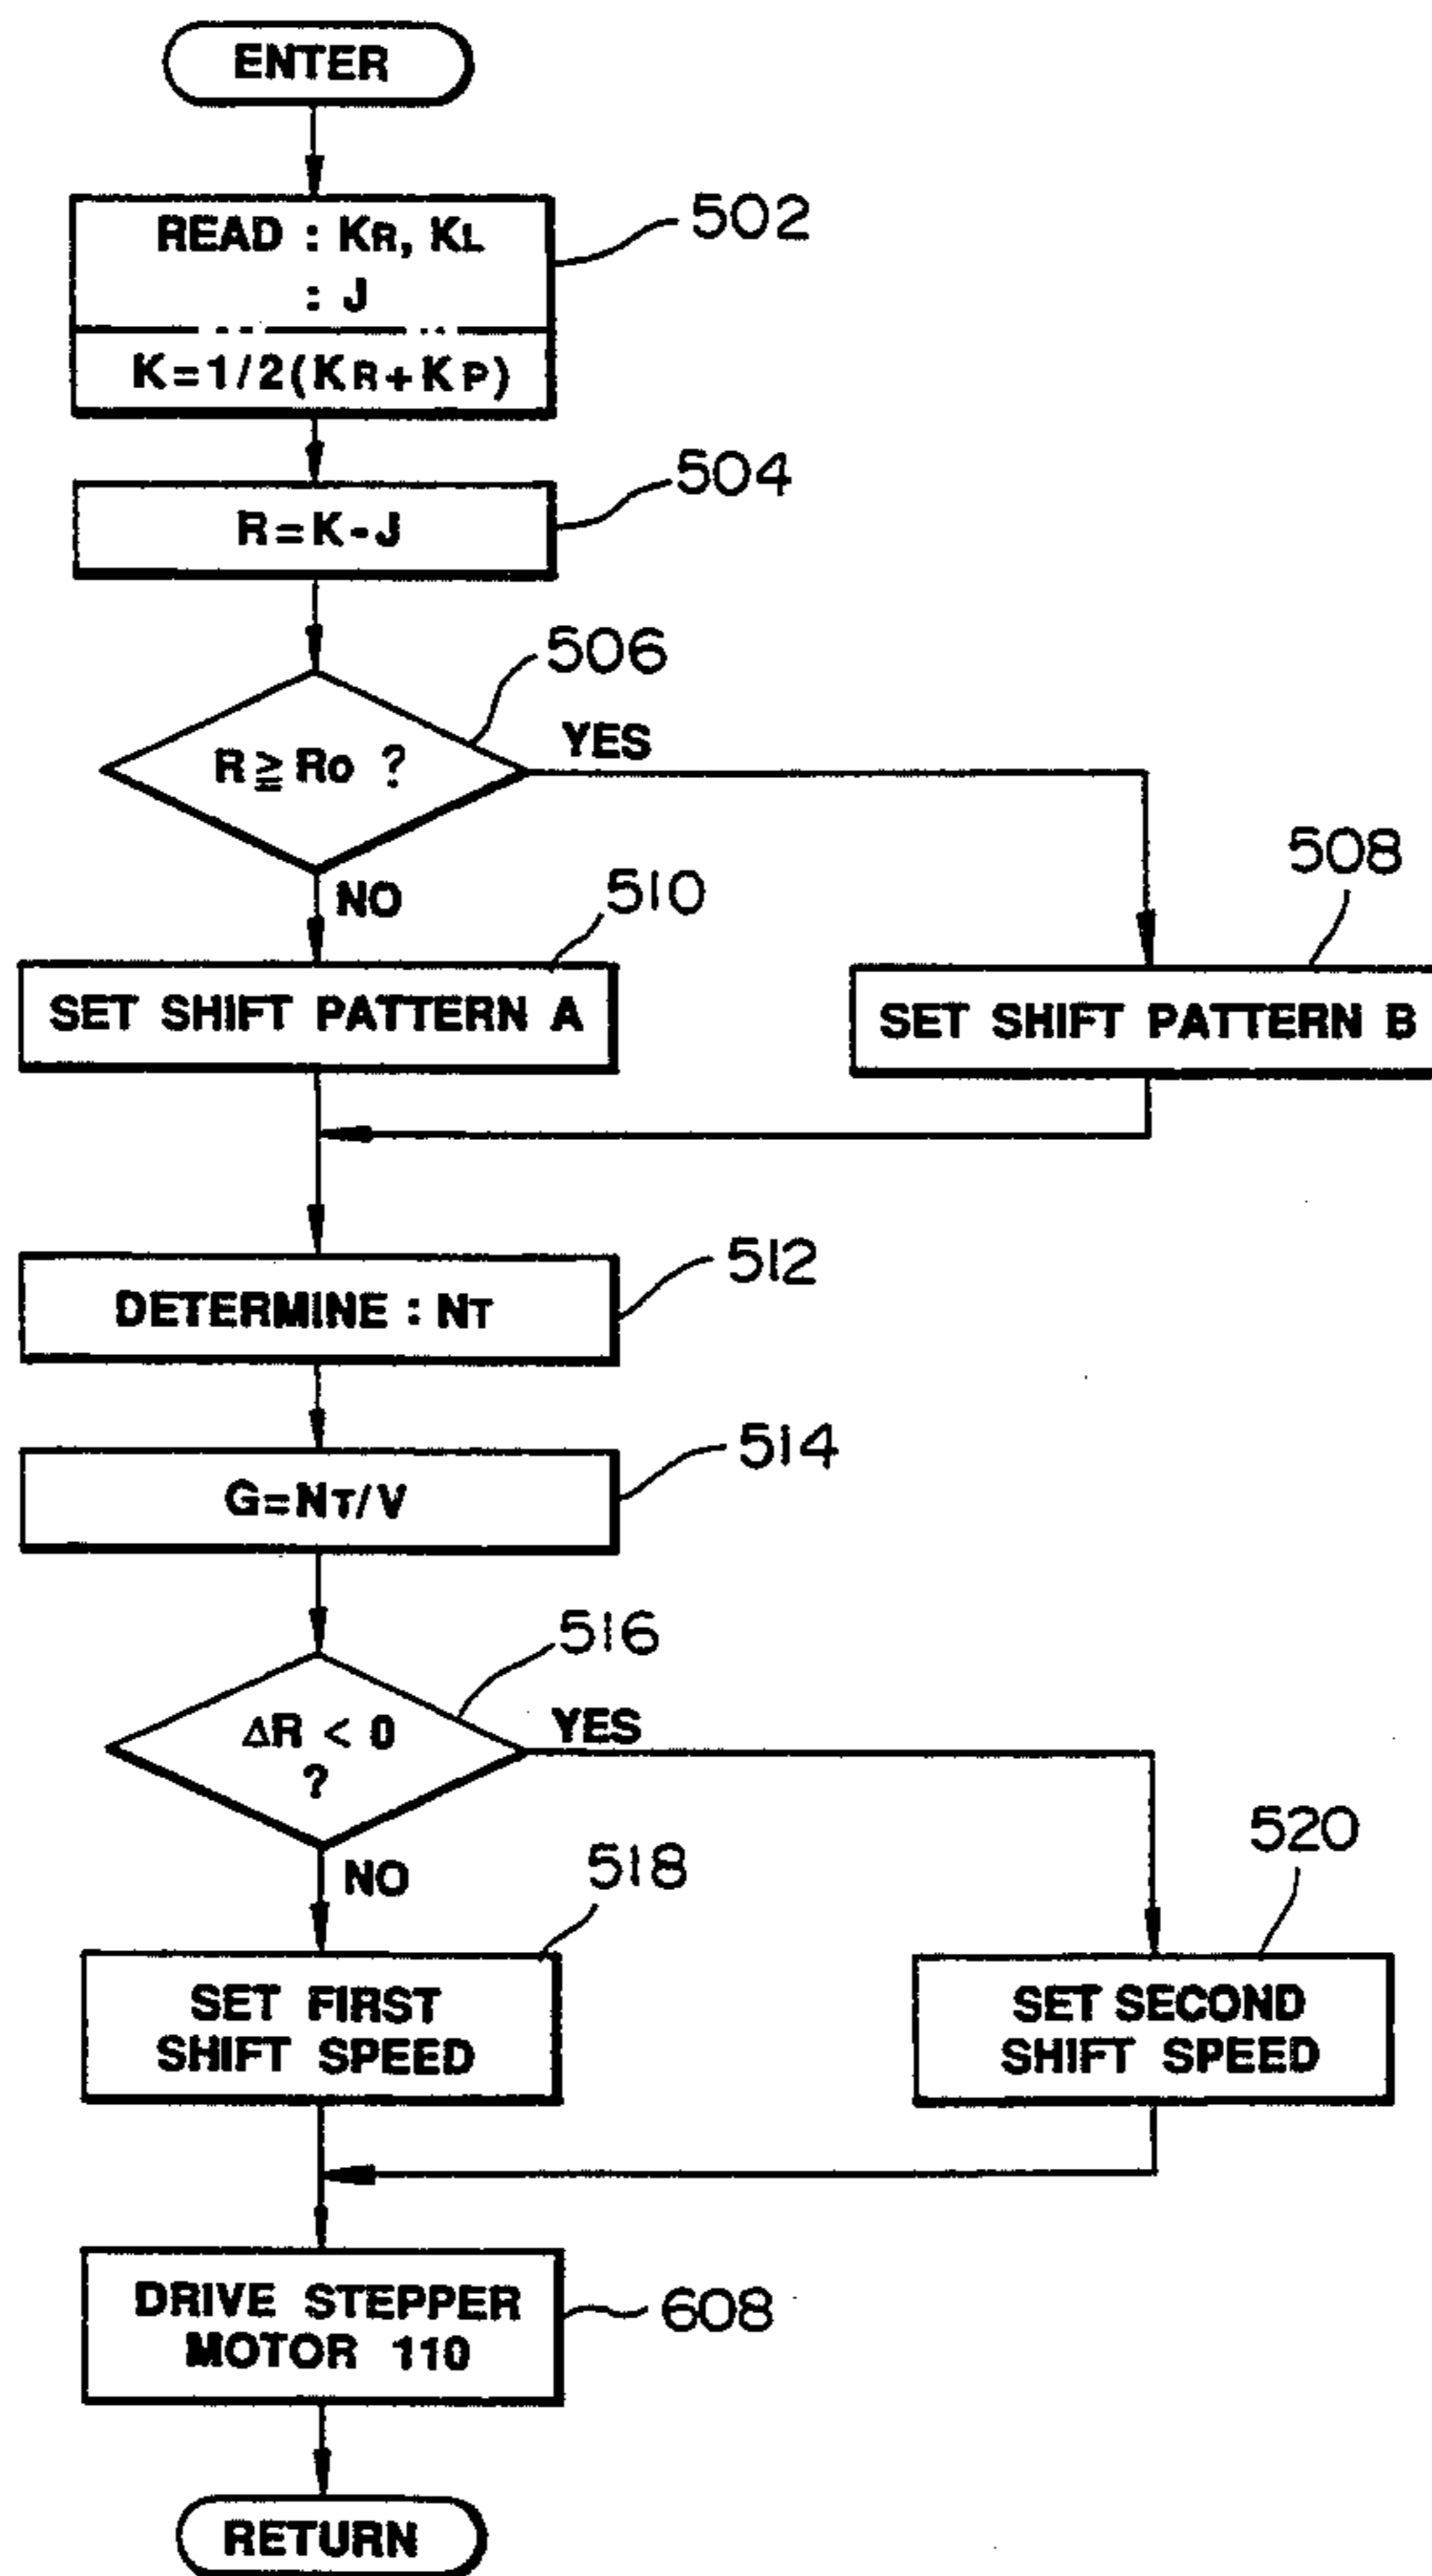 ENTER
READ : KR, KL
: J
K=1/2(KR+KP)
502
R=K-J
504
R≧Ro ?
506
YES
NO
510
508
SET SHIFT PATTERN A
SET SHIFT PATTERN B
DETERMINE : NT
512
G=NT/V
514
ΔR < 0
?
516
YES
NO
518
520
SET FIRST
SHIFT SPEED
SET SECOND
SHIFT SPEED
DRIVE STEPPER
MOTOR 110
608
RETURN